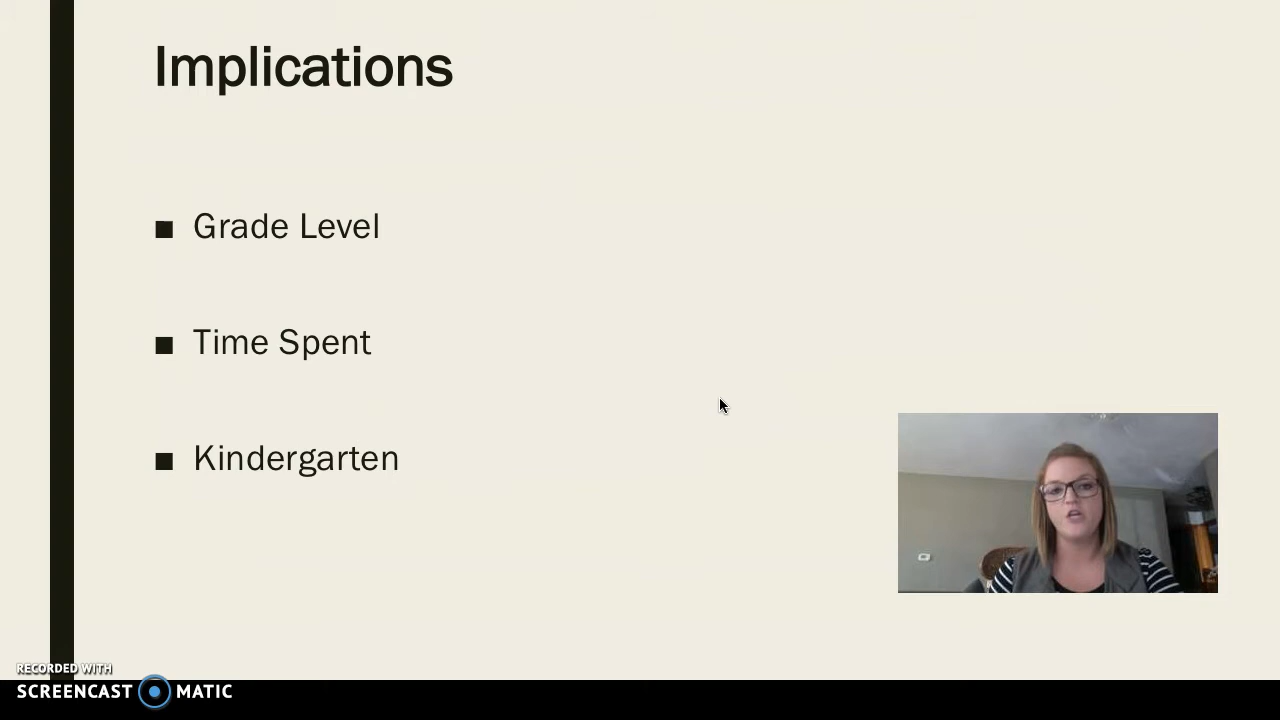 Implications
Grade Level
Time Spent
Kindergarten
RECORDED WITH
SCREENCAST MATIC